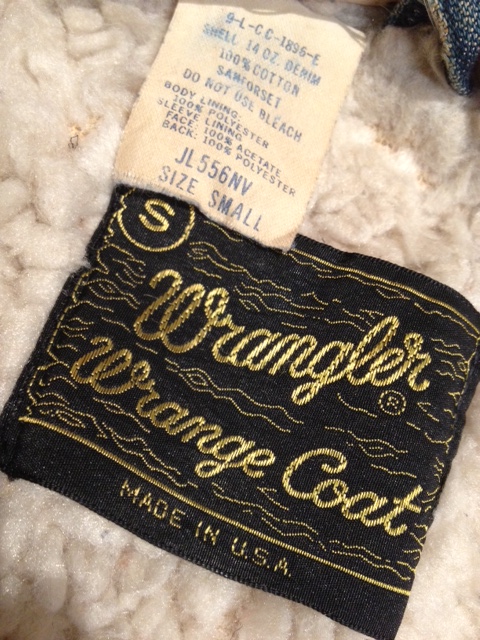 9-L-CC-1896-E
SHELL 14 OZ. DENIM
100% COTTON
SANFORSET
DO NOT USE BLEACH
BODY LINING:
100% POLYESTER
SLEEVE LINING
FACE: 100% ACETATE
BACK: 100% POLYESTER
JL556NV
SIZE SMALL
S
Wrangler ®
Wrange Coat
MADE IN U.S.A.